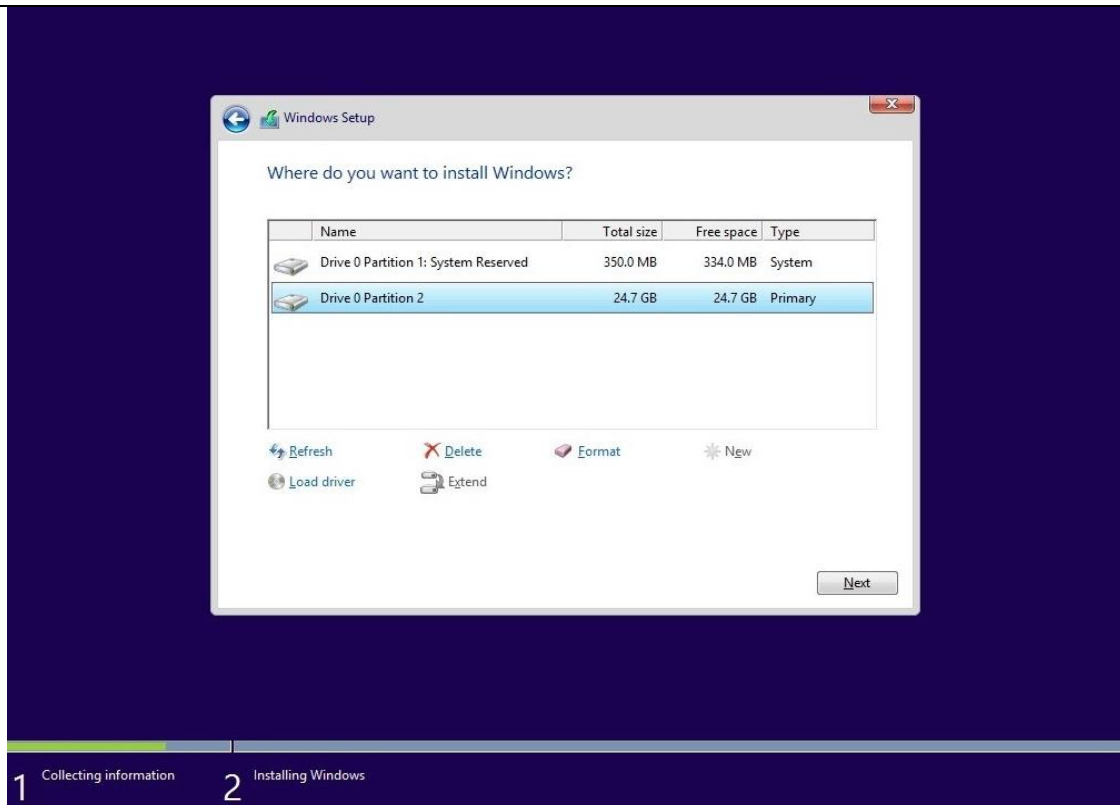 Windows Setup
Where do you want to install Windows?
Name Total size Free space Type
Drive 0 Partition 1: System Reserved 350.0 MB 334.0 MB System
Drive 0 Partition 2 24.7 GB 24.7 GB Primary
Refresh Delete Format New
Load driver Extend
Next
1 Collecting information 2 Installing Windows